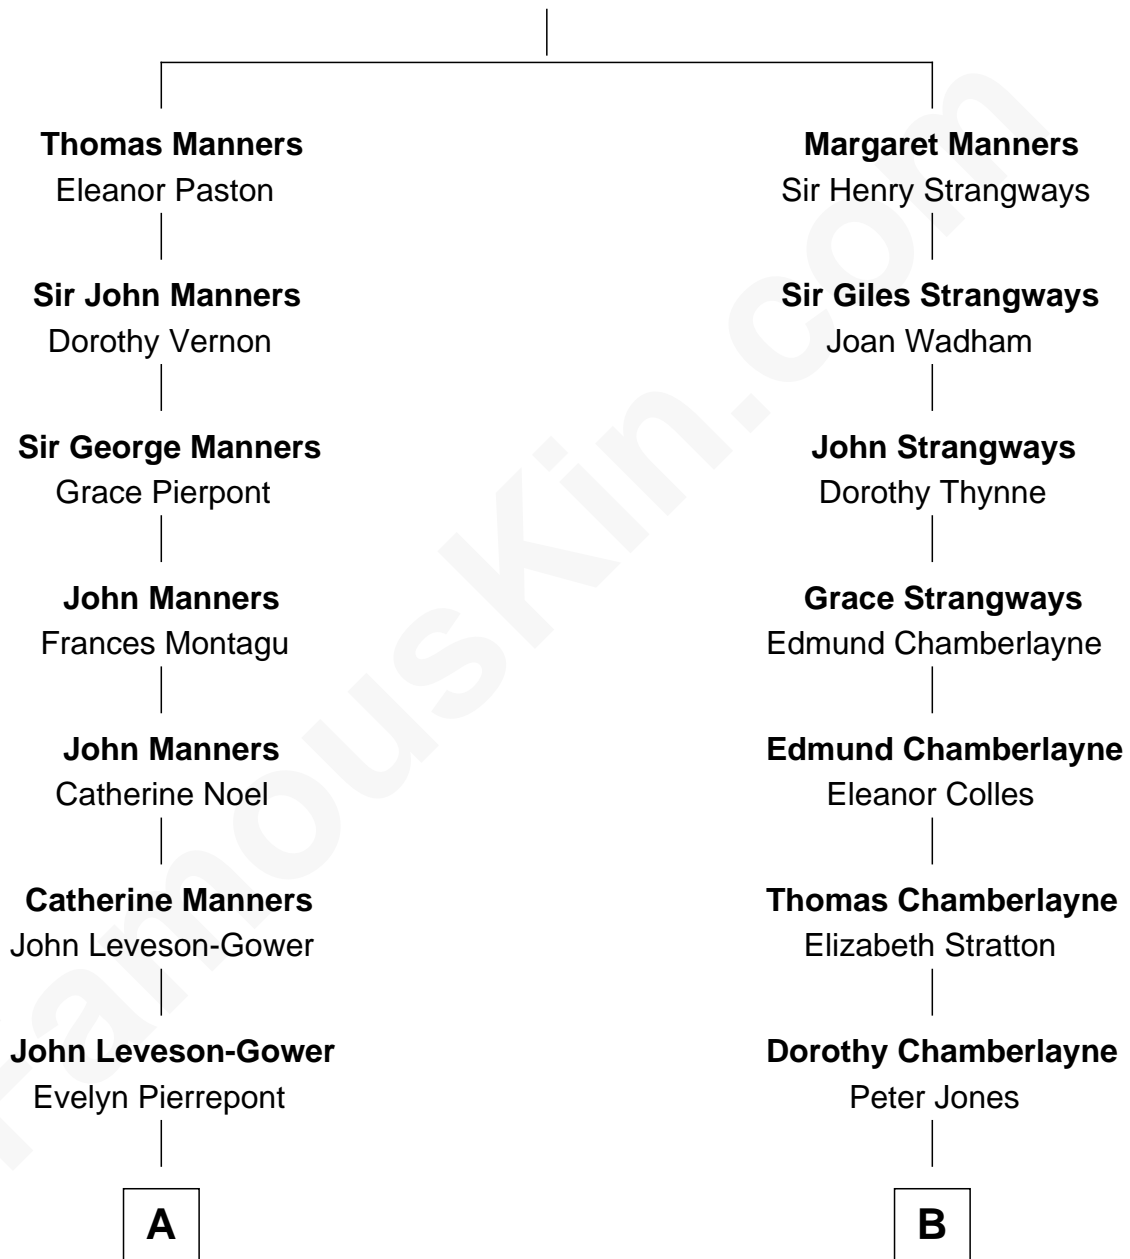 Thomas Manners
Eleanor Paston
Sir John Manners
Dorothy Vernon
Sir George Manners
Grace Pierpont
John Manners
Frances Montagu
John Manners
Catherine Noel
Catherine Manners
John Leveson-Gower
John Leveson-Gower
Evelyn Pierrepont
A
Margaret Manners
Sir Henry Strangways
Sir Giles Strangways
Joan Wadham
John Strangways
Dorothy Thynne
Grace Strangways
Edmund Chamberlayne
Edmund Chamberlayne
Eleanor Colles
Thomas Chamberlayne
Elizabeth Stratton
Dorothy Chamberlayne
Peter Jones
B
FamousKin.com